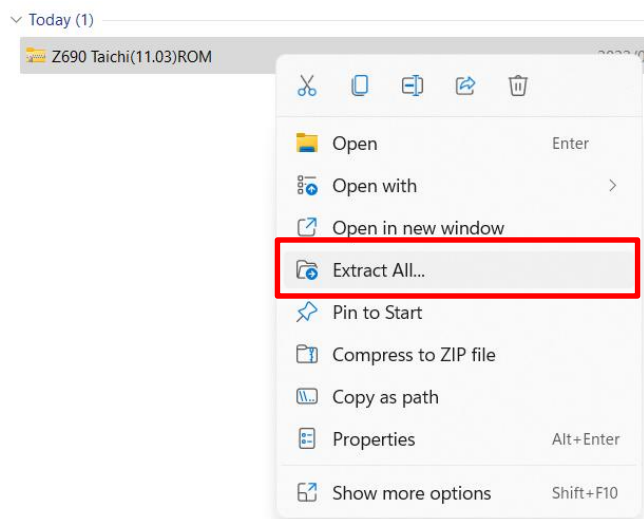 Today (1)
Z690 Taichi(11.03)ROM
Open Enter
Open with
Open in new window
Extract All...
Pin to Start
Compress to ZIP file
Copy as path
Properties Alt+Enter
Show more options Shift+F10